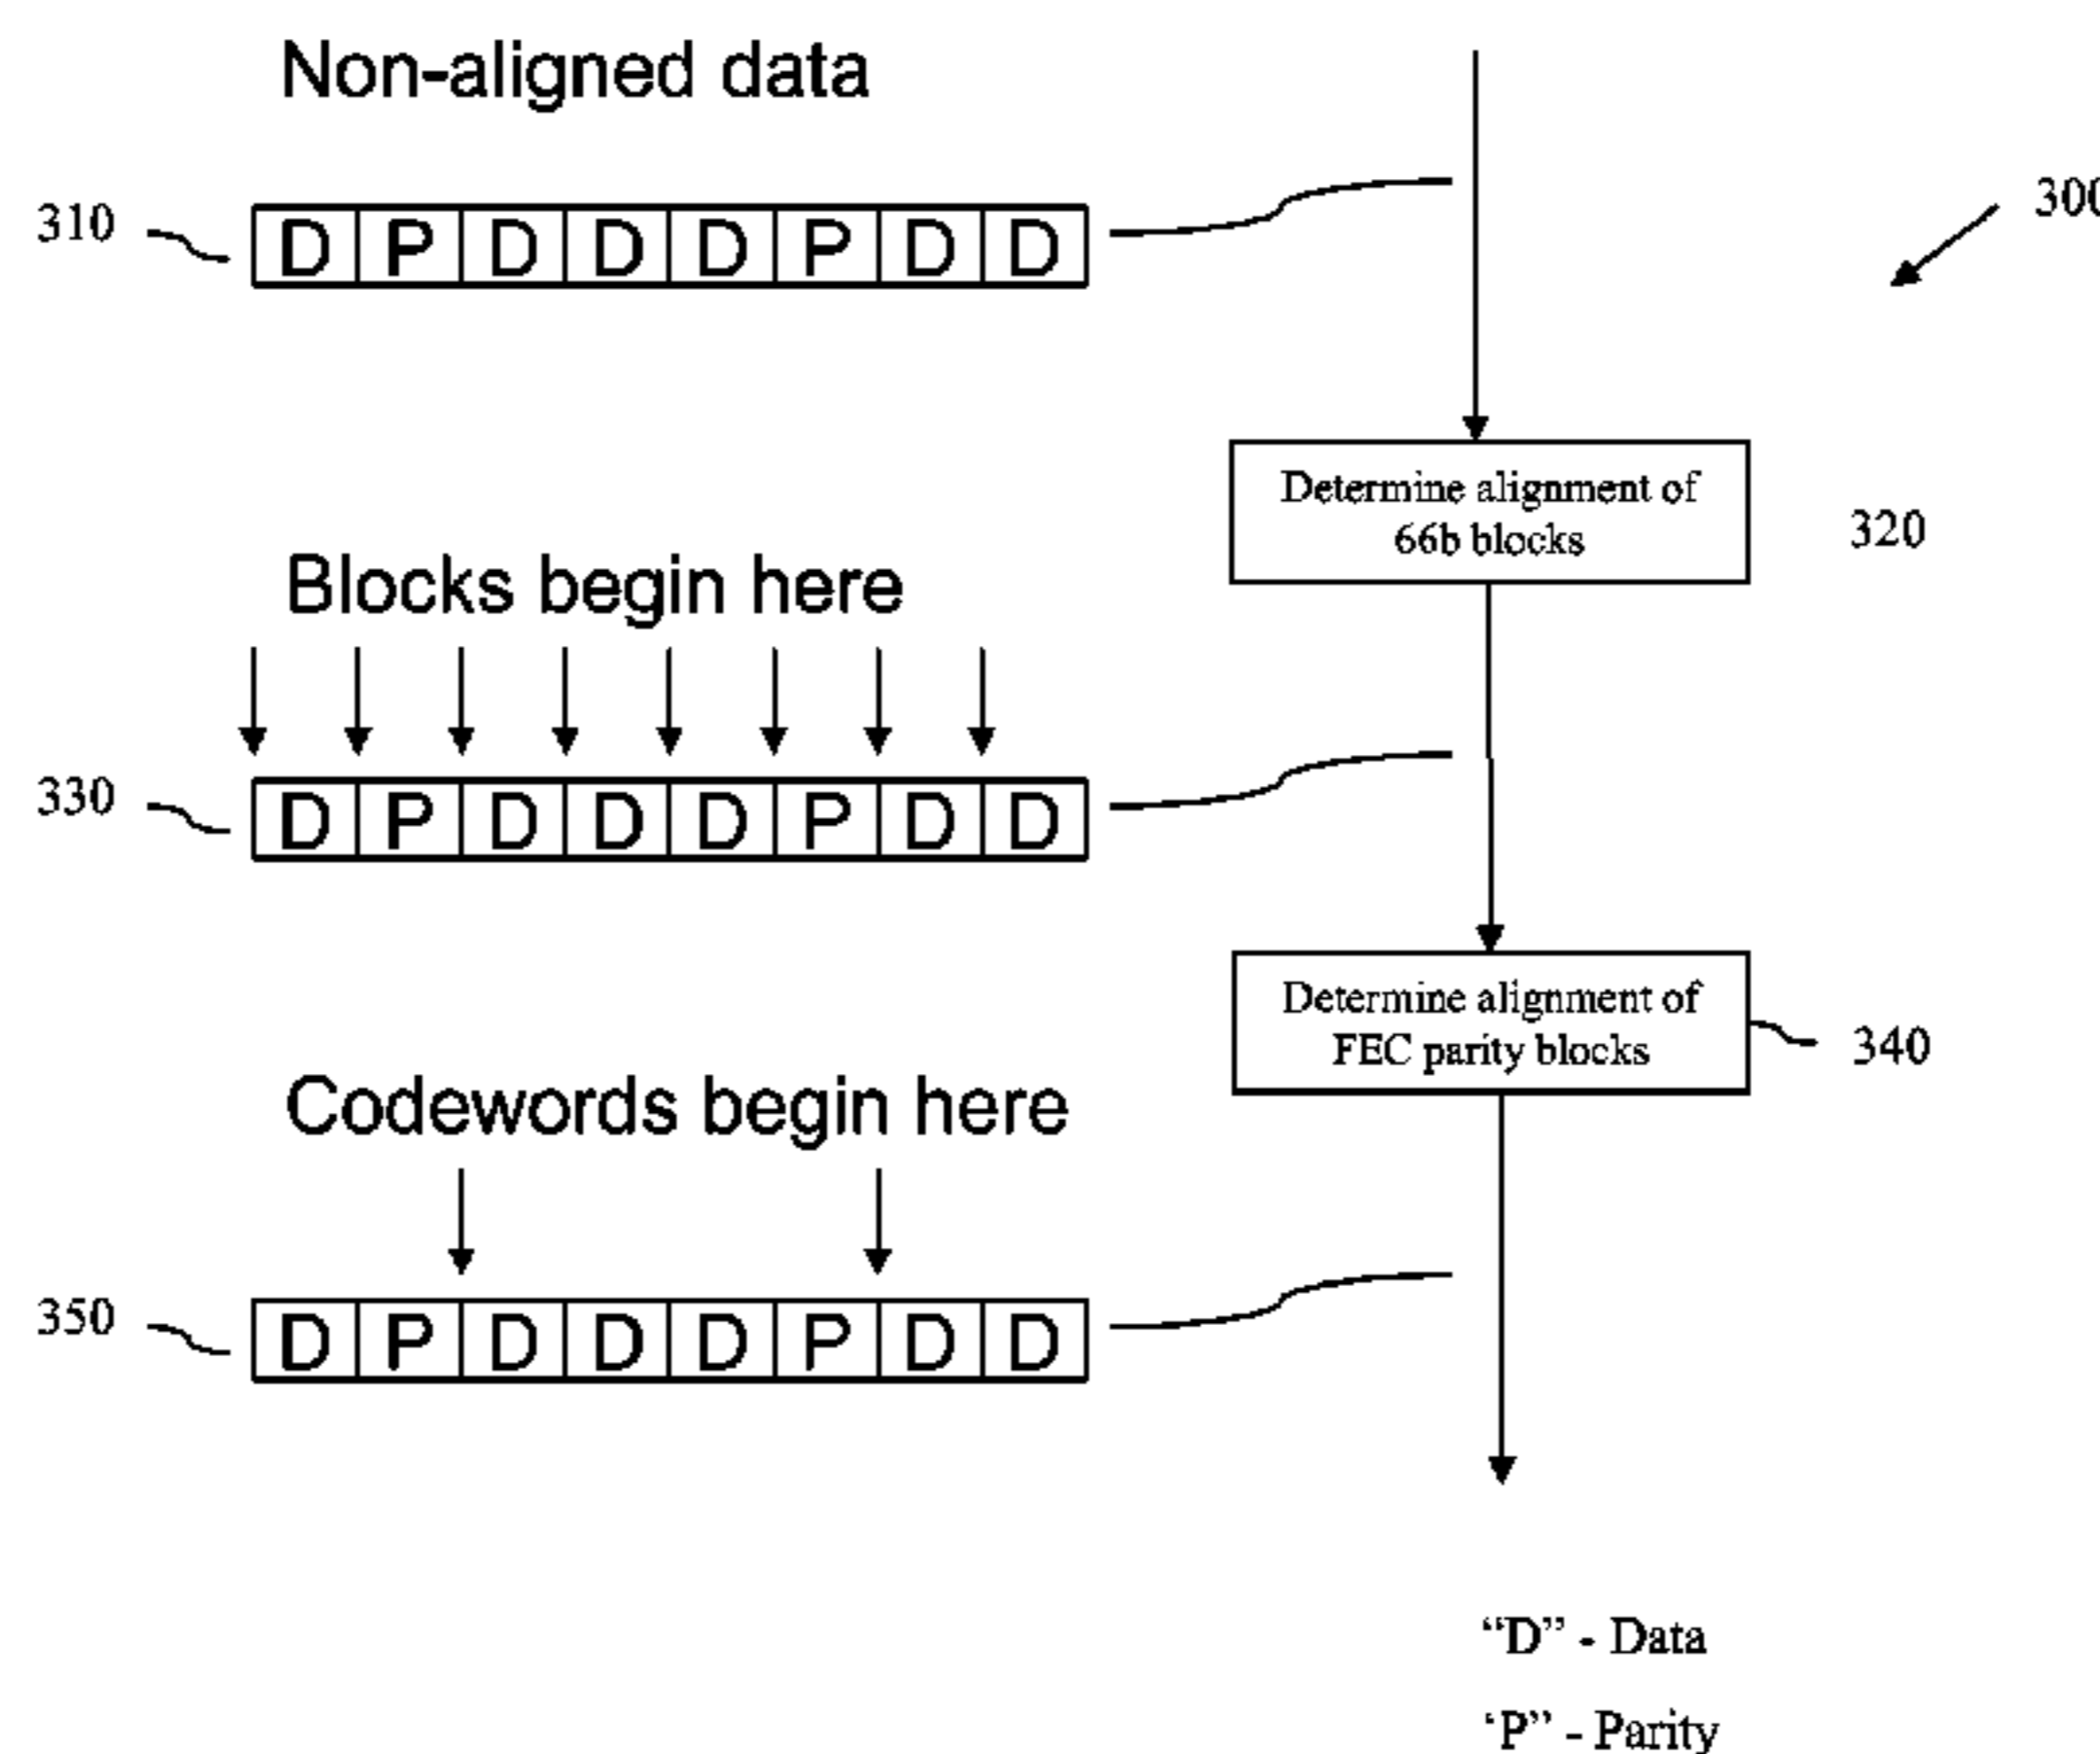 Non-aligned data
300
310
D P D D D P D D
Determine alignment of
66b blocks
320
Blocks begin here
330
D P D D D P D D
Determine alignment of
FEC parity blocks
340
Codewords begin here
350
D P D D D P D D
“D” - Data
‘P” - Parity